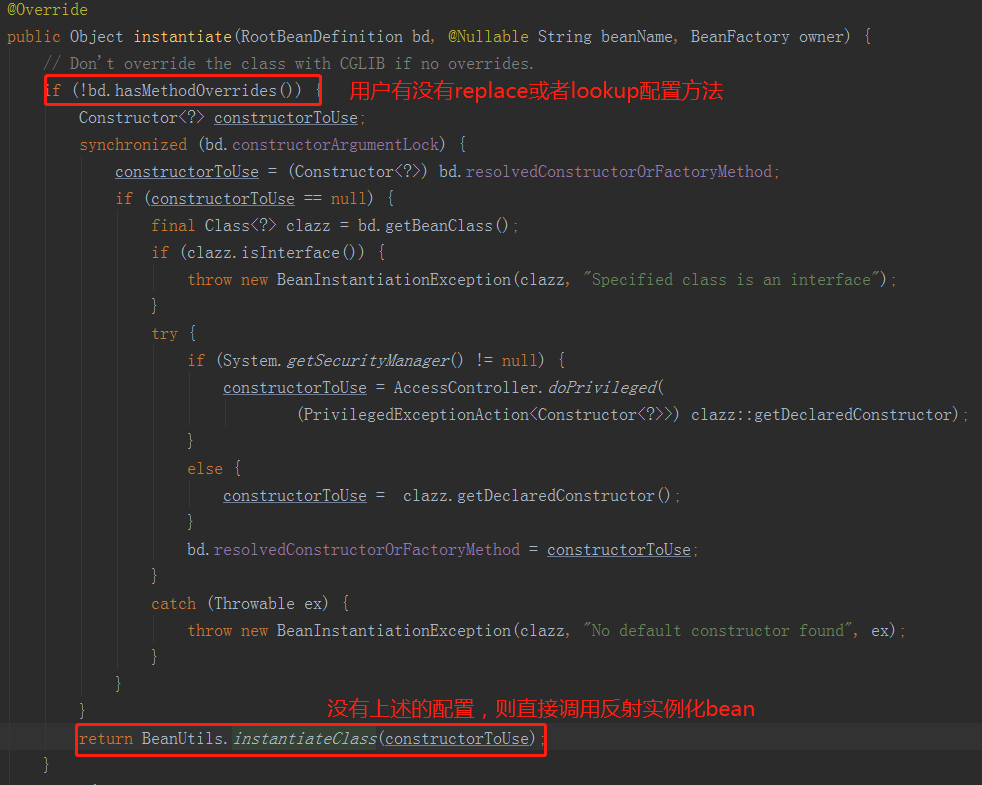 @Override
public Object instantiate(RootBeanDefinition bd, @Nullable String beanName, BeanFactory owner) {
// Don't override the class with CGLIB if no overrides.
if (!bd.hasMethodOverrides()) { 用户有没有replace或者lookup配置方法
Constructor<?> constructorToUse;
synchronized (bd.constructorArgumentLock) {
constructorToUse = (Constructor<?>) bd.resolvedConstructorOrFactoryMethod;
if (constructorToUse == null) {
final Class<?> clazz = bd.getBeanClass();
if (clazz.isInterface()) {
throw new BeanInstantiationException(clazz, "Specified class is an interface");
}
try {
if (System.getSecurityManager() != null) {
constructorToUse = AccessController.doPrivileged(
(PrivilegedExceptionAction<Constructor<?>>) clazz::getDeclaredConstructor);
}
else {
constructorToUse = clazz.getDeclaredConstructor();
}
bd.resolvedConstructorOrFactoryMethod = constructorToUse;
}
catch (Throwable ex) {
throw new BeanInstantiationException(clazz, "No default constructor found", ex);
}
}
}
没有上述的配置，则直接调用反射实例化bean
return BeanUtils.instantiateClass(constructorToUse);
}